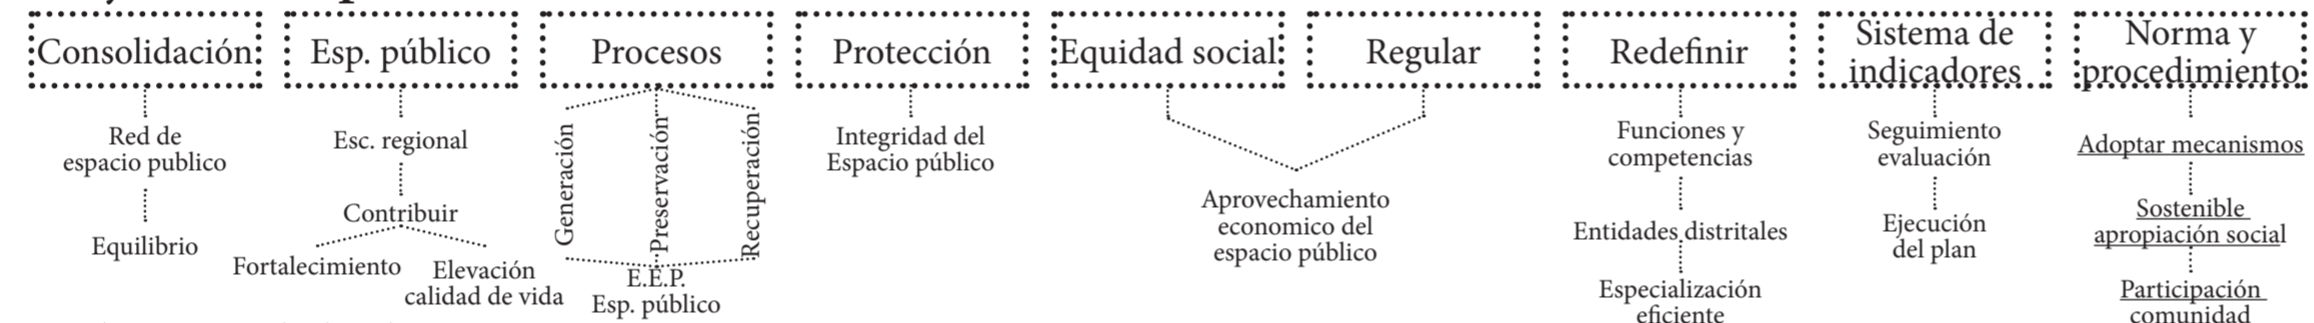 Consolidación
Red de
espacio publico
Equilibrio
Esp. público
Esc. regional
Contribuir
Fortalecimiento
Elevación
calidad de vida
Procesos
Generación
Preservación
Recuperación
E.E.P.
Esp. público
Protección
Integridad del
Espacio público
Equidad social
Regular
Aprovechamiento
economico del
espacio público
Redefinir
Funciones y
competencias
Entidades distritales
Especialización
eficiente
Sistema de
indicadores
Seguimiento
evaluación
Ejecución
del plan
Norma y
procedimiento
Adoptar mecanismos
Sostenible
apropiación social
Participación
comunidad